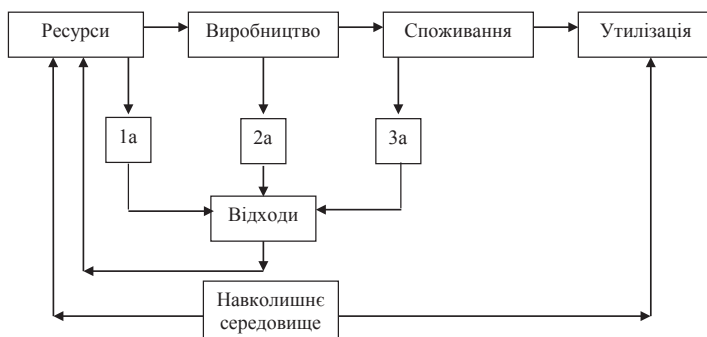 Ресурси
Виробництво
Споживання
Утилізація
1а
2а
3а
Відходи
Навколишнє
середовище